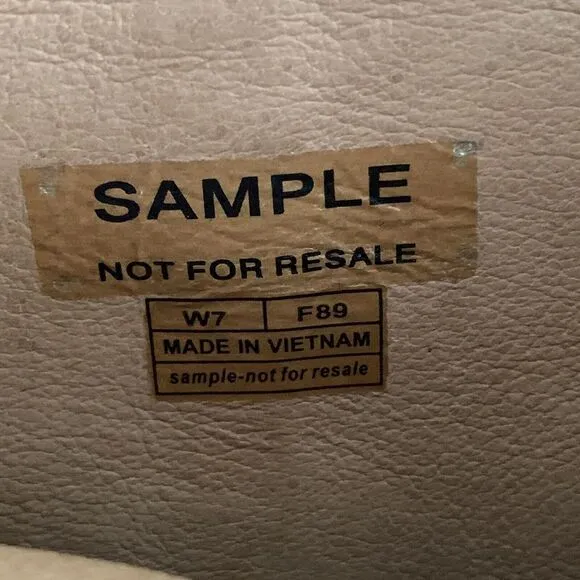 SAMPLE
NOT FOR RESALE
W7 F89
MADE IN VIETNAM
sample-not for resale